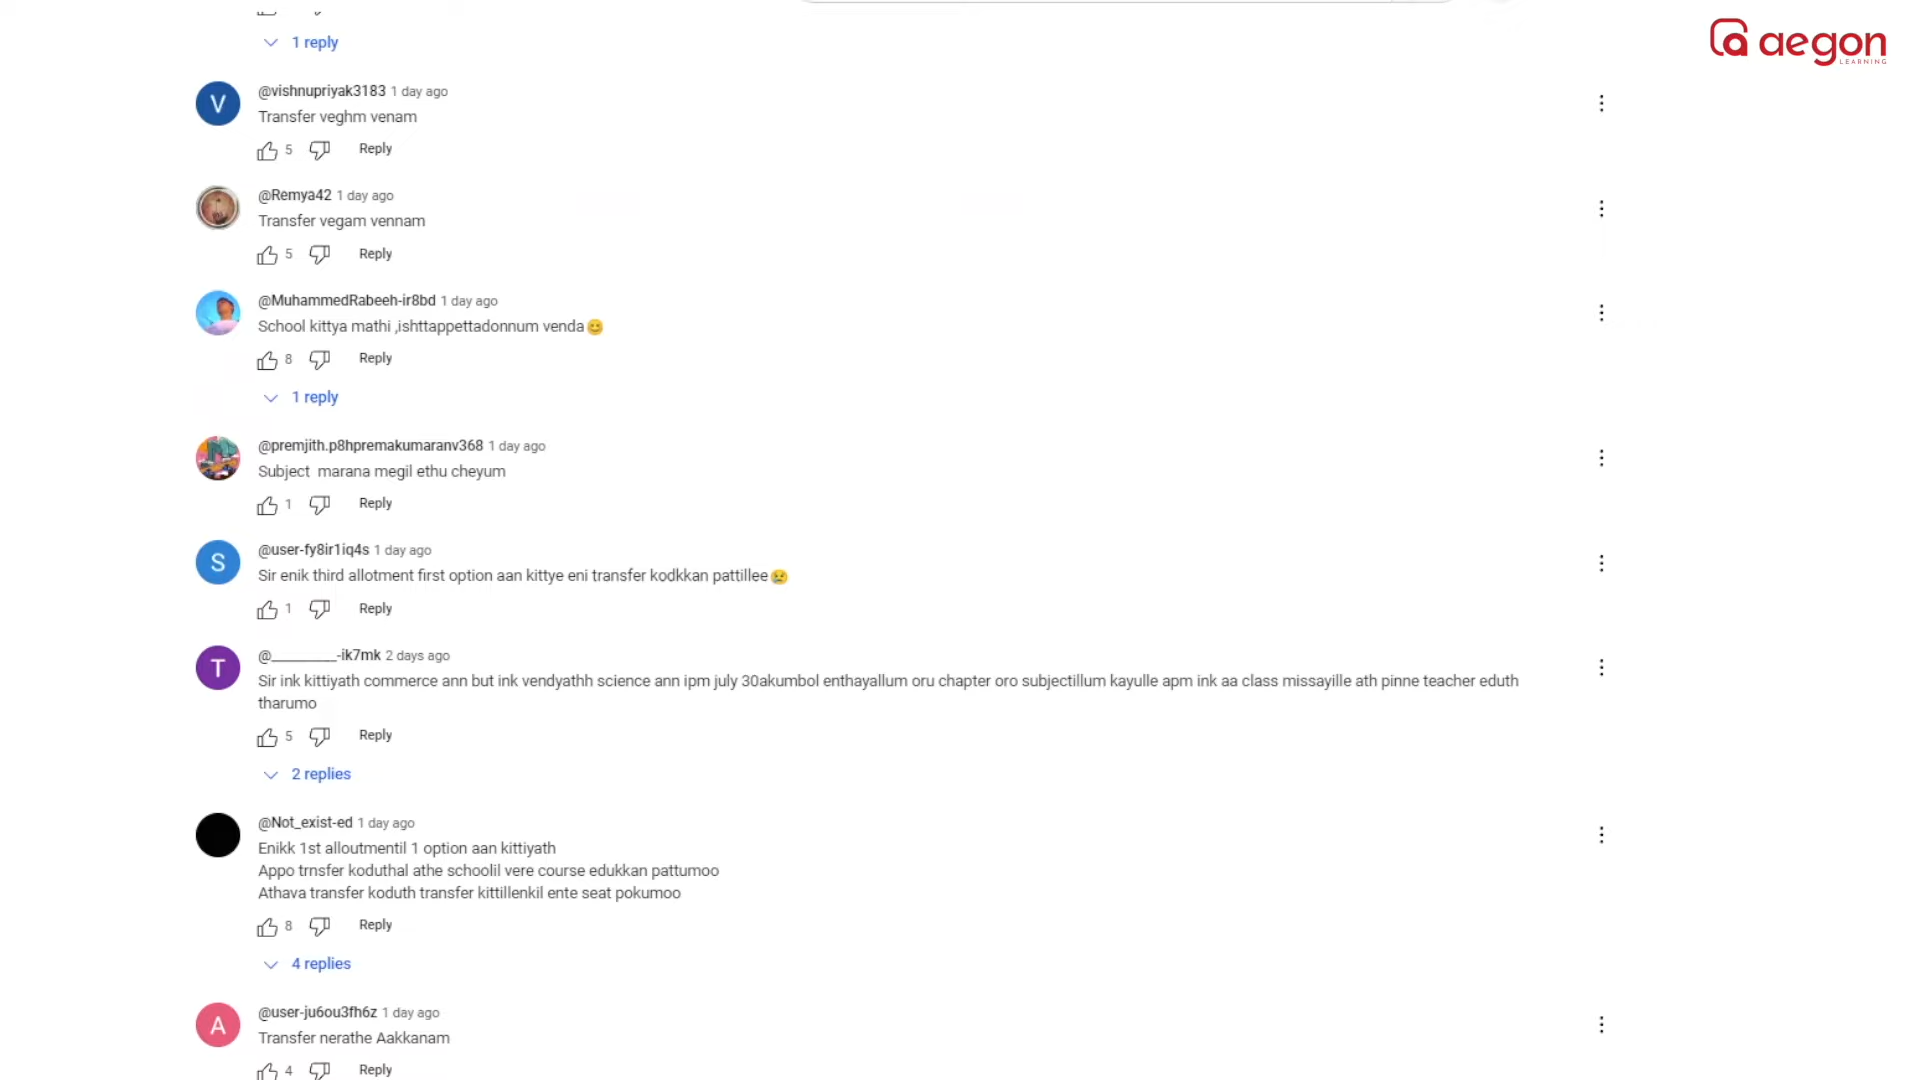 aegon
LEARNING
1 reply
V
@vishnupriyak3183 1 day ago
Transfer veghm venam
5 Reply
@Remya42 1 day ago
Transfer vegam vennam
5 Reply
@MuhammedRabeeh-ir8bd 1 day ago
School kittya mathi ,ishttappettadonnum venda😊
8 Reply
1 reply
@premjith.p8hpremakumaranv368 1 day ago
Subject marana megil ethu cheyum
1 Reply
S
@user-fy8ir1iq4s 1 day ago
Sir enik third allotment first option aan kittye eni transfer kodkkan pattillee😢
1 Reply
T
@__________-ik7mk 2 days ago
Sir ink kittiyath commerce ann but ink vendyathh science ann ipm july 30akumbol enthayallum oru chapter oro subjectillum kayulle apm ink aa class missayille ath pinne teacher eduth
tharumo
5 Reply
2 replies
@Not_exist-ed 1 day ago
Enikk 1st alloutmentil 1 option aan kittiyath
Appo trnsfer koduthal athe schoolil vere course edukkan pattumoo
Athava transfer koduth transfer kittillenkil ente seat pokumoo
8 Reply
4 replies
A
@user-ju6ou3fh6z 1 day ago
Transfer nerathe Aakkanam
4 Reply